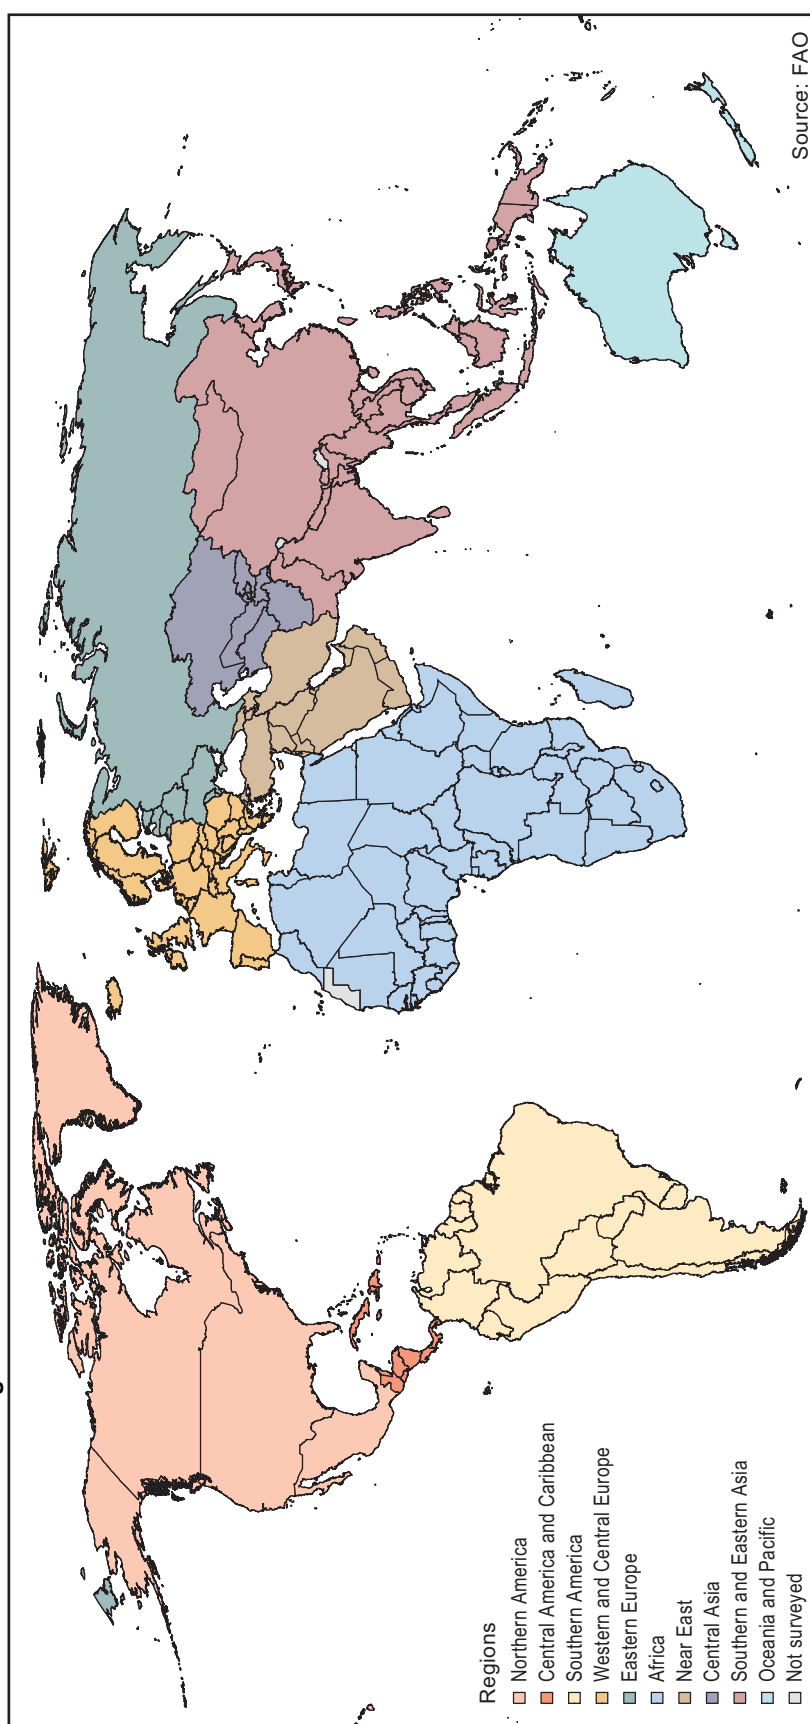 Regions
Northern America
Central America and Caribbean
Southern America
Western and Central Europe
Eastern Europe
Africa
Near East
Central Asia
Southern and Eastern Asia
Oceania and Pacific
Not surveyed
Source: FAO